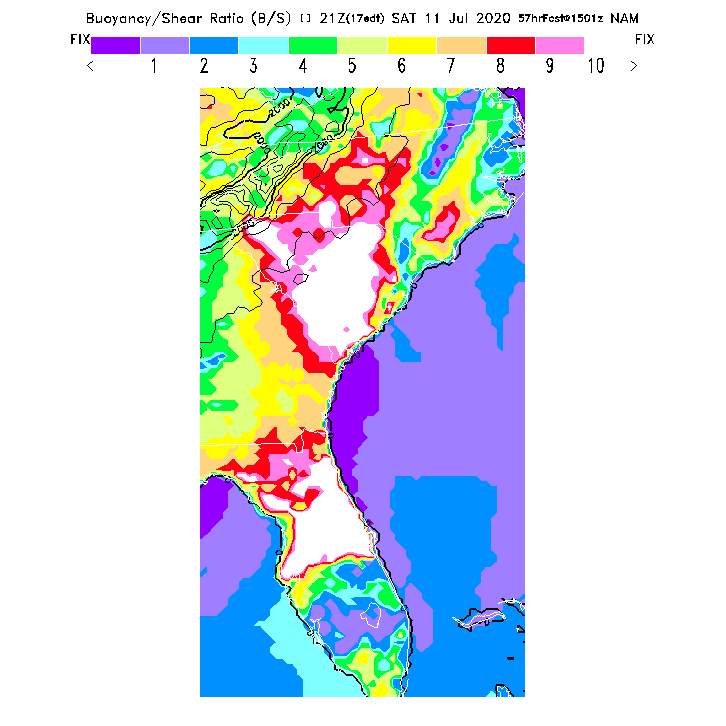 Buoyancy/Shear Ratio (B/S) [] 21Z(17edt) SAT 11 Jul 2020 57hrFcst@1501z NAM
FIX FIX
< 1 2 3 4 5 6 7 8 9 10 >
2000